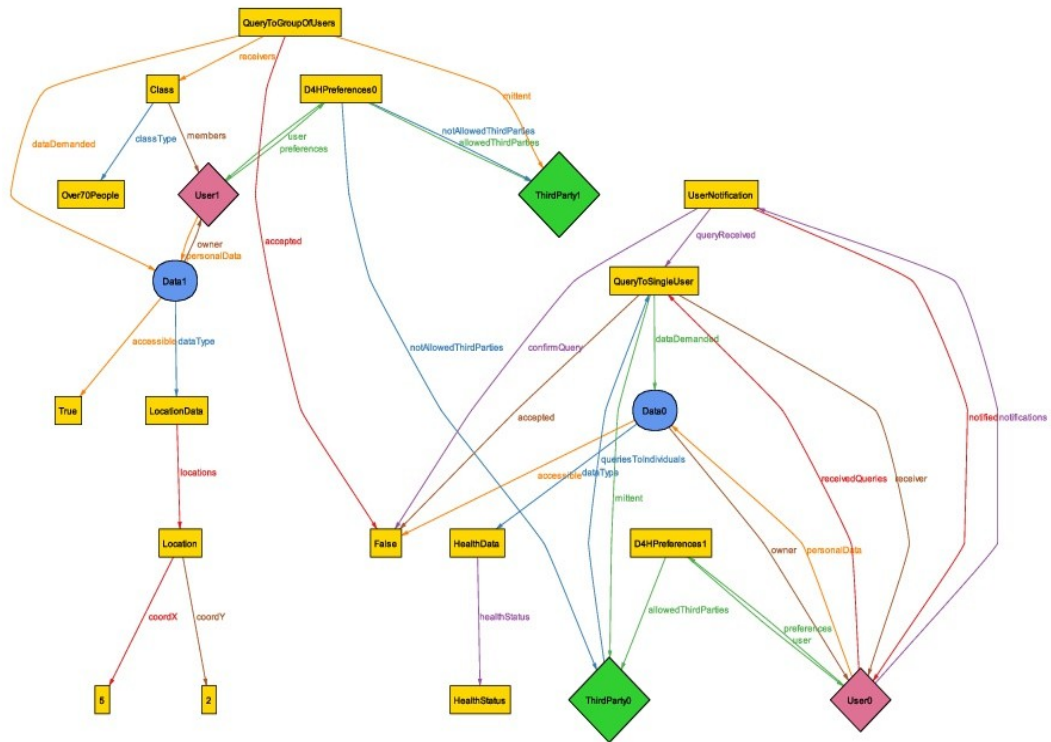 QueryToGroupOfUsers
receivers
Class
D4HPreferences0
mittent
members
notAllowedThirdParties
allowedThirdParties
user
preferences
classType
dataDemanded
Over70People
User1
ThirdParty1
UserNotification
accepted
queryReceived
owner
personalData
Data1
QueryToSingleUser
accessible
dataType
notAllowedThirdParties
confirmQuery
dataDemanded
True
LocationData
accepted
Data0
notified
notifications
queriesToIndividuals
locations
accessible
dataType
receivedQueries
receiver
mittent
Location
False
HealthData
D4HPreferences1
owner
personalData
coordX
coordY
healthStatus
allowedThirdParties
preferences
user
5
2
HealthStatus
ThirdParty0
User0